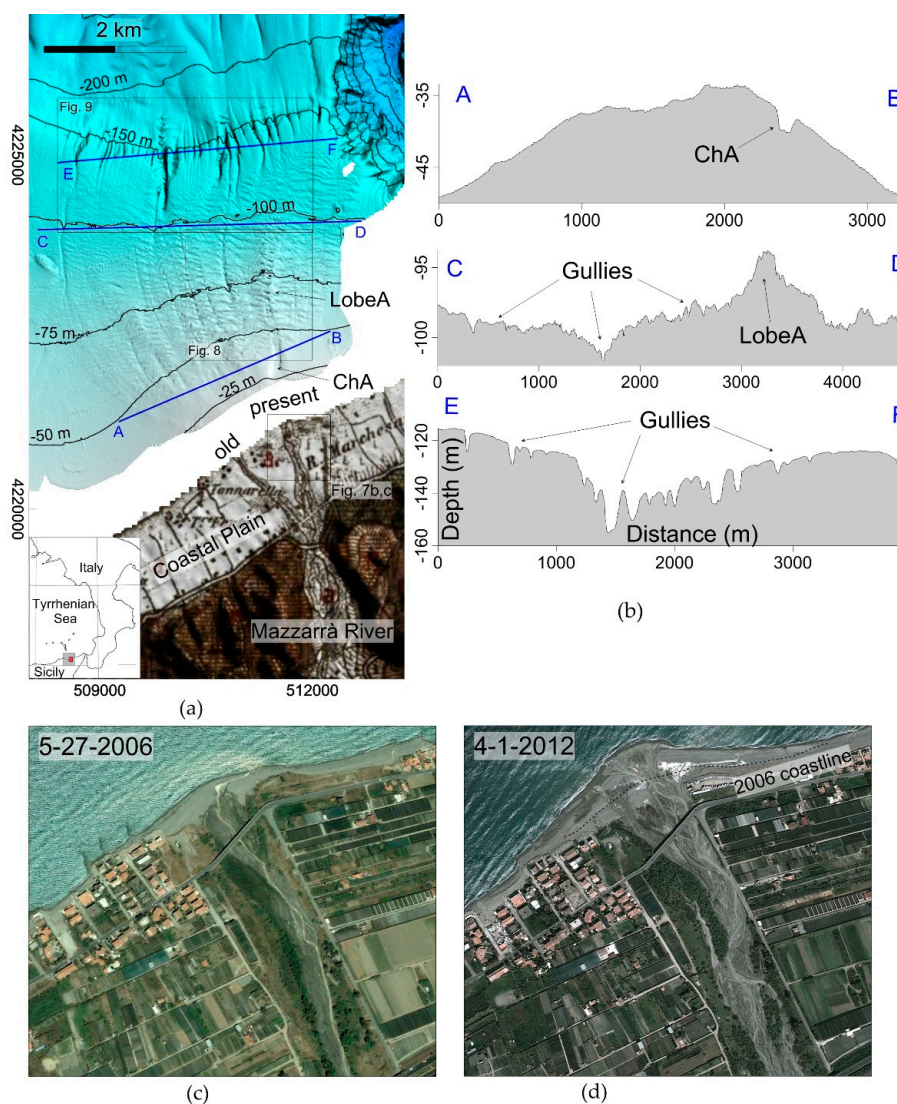 2 km
-200 m
Fig. 9
-150 m
F
E
-100 m
C
D
LobeA
-75 m
B
Fig. 8
ChA
-25 m
-50 m
A
old present
R. Marchesa
Fig. 7b,c
Tonnarella
Coastal Plain
Mazzarrà River
Italy
Tyrrhenian
Sea
Sicily
4225000
4220000
509000
512000
(a)
A
B
-35
-45
ChA
0
1000
2000
3000
C
D
-95
-100
Gullies
LobeA
0
1000
2000
3000
4000
E
F
-120
-140
-160
Depth (m)
Gullies
Distance (m)
0
1000
2000
3000
(b)
5-27-2006
(c)
4-1-2012
2006 coastline
(d)